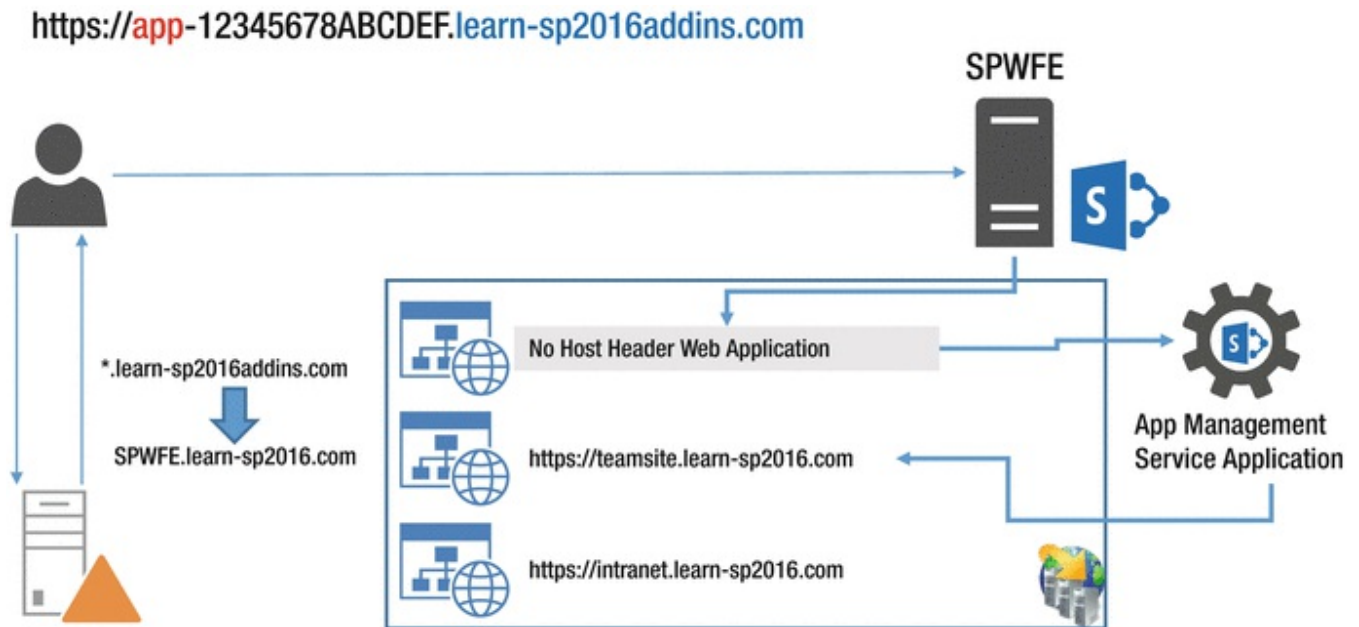 https://app-12345678ABCDEF.learn-sp2016addins.com
SPWFE
S
No Host Header Web Application
S
*.learn-sp2016addins.com
SPWFE.learn-sp2016.com
https://teamsite.learn-sp2016.com
App Management
Service Application
https://intranet.learn-sp2016.com